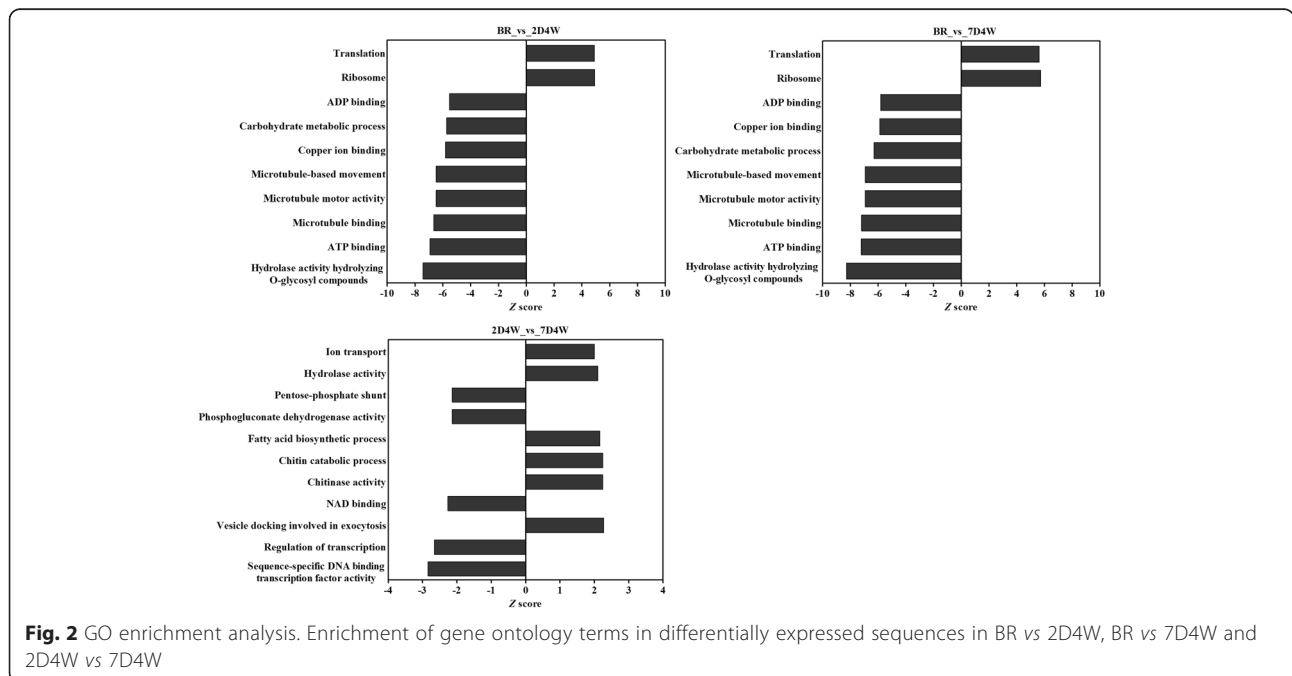 BR_vs_2D4W
Translation
Ribosome
ADP binding
Carbohydrate metabolic process
Copper ion binding
Microtubule-based movement
Microtubule motor activity
Microtubule binding
ATP binding
Hydrolase activity hydrolyzing
O-glycosyl compounds
-10 -8 -6 -4 -2 0 2 4 6 8 10
Z score
BR_vs_7D4W
Translation
Ribosome
ADP binding
Copper ion binding
Carbohydrate metabolic process
Microtubule-based movement
Microtubule motor activity
Microtubule binding
ATP binding
Hydrolase activity hydrolyzing
O-glycosyl compounds
-10 -8 -6 -4 -2 0 2 4 6 8 10
Z score
2D4W_vs_7D4W
Ion transport
Hydrolase activity
Pentose-phosphate shunt
Phosphogluconate dehydrogenase activity
Fatty acid biosynthetic process
Chitin catabolic process
Chitinase activity
NAD binding
Vesicle docking involved in exocytosis
Regulation of transcription
Sequence-specific DNA binding
transcription factor activity
-4 -3 -2 -1 0 1 2 3 4
Z score
Fig. 2 GO enrichment analysis. Enrichment of gene ontology terms in differentially expressed sequences in BR vs 2D4W, BR vs 7D4W and
2D4W vs 7D4W